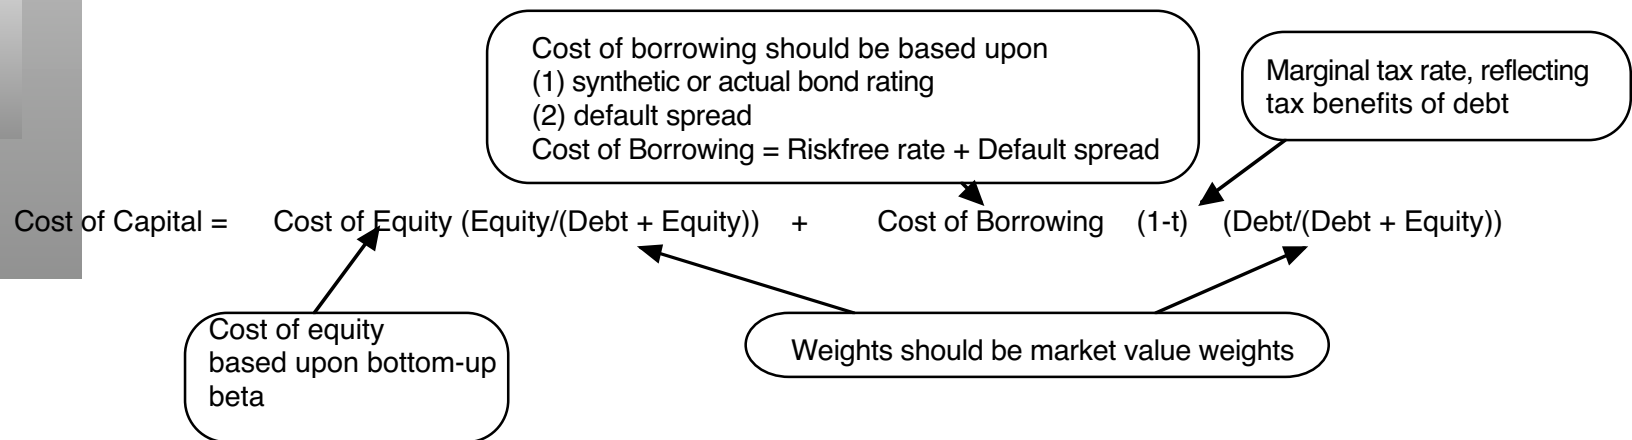 Cost of borrowing should be based upon
(1) synthetic or actual bond rating
(2) default spread
Cost of Borrowing = Riskfree rate + Default spread
Marginal tax rate, reflecting
tax benefits of debt
Cost of Capital = Cost of Equity (Equity/(Debt + Equity)) + Cost of Borrowing (1-t) (Debt/(Debt + Equity))
Cost of equity
based upon bottom-up
beta
Weights should be market value weights